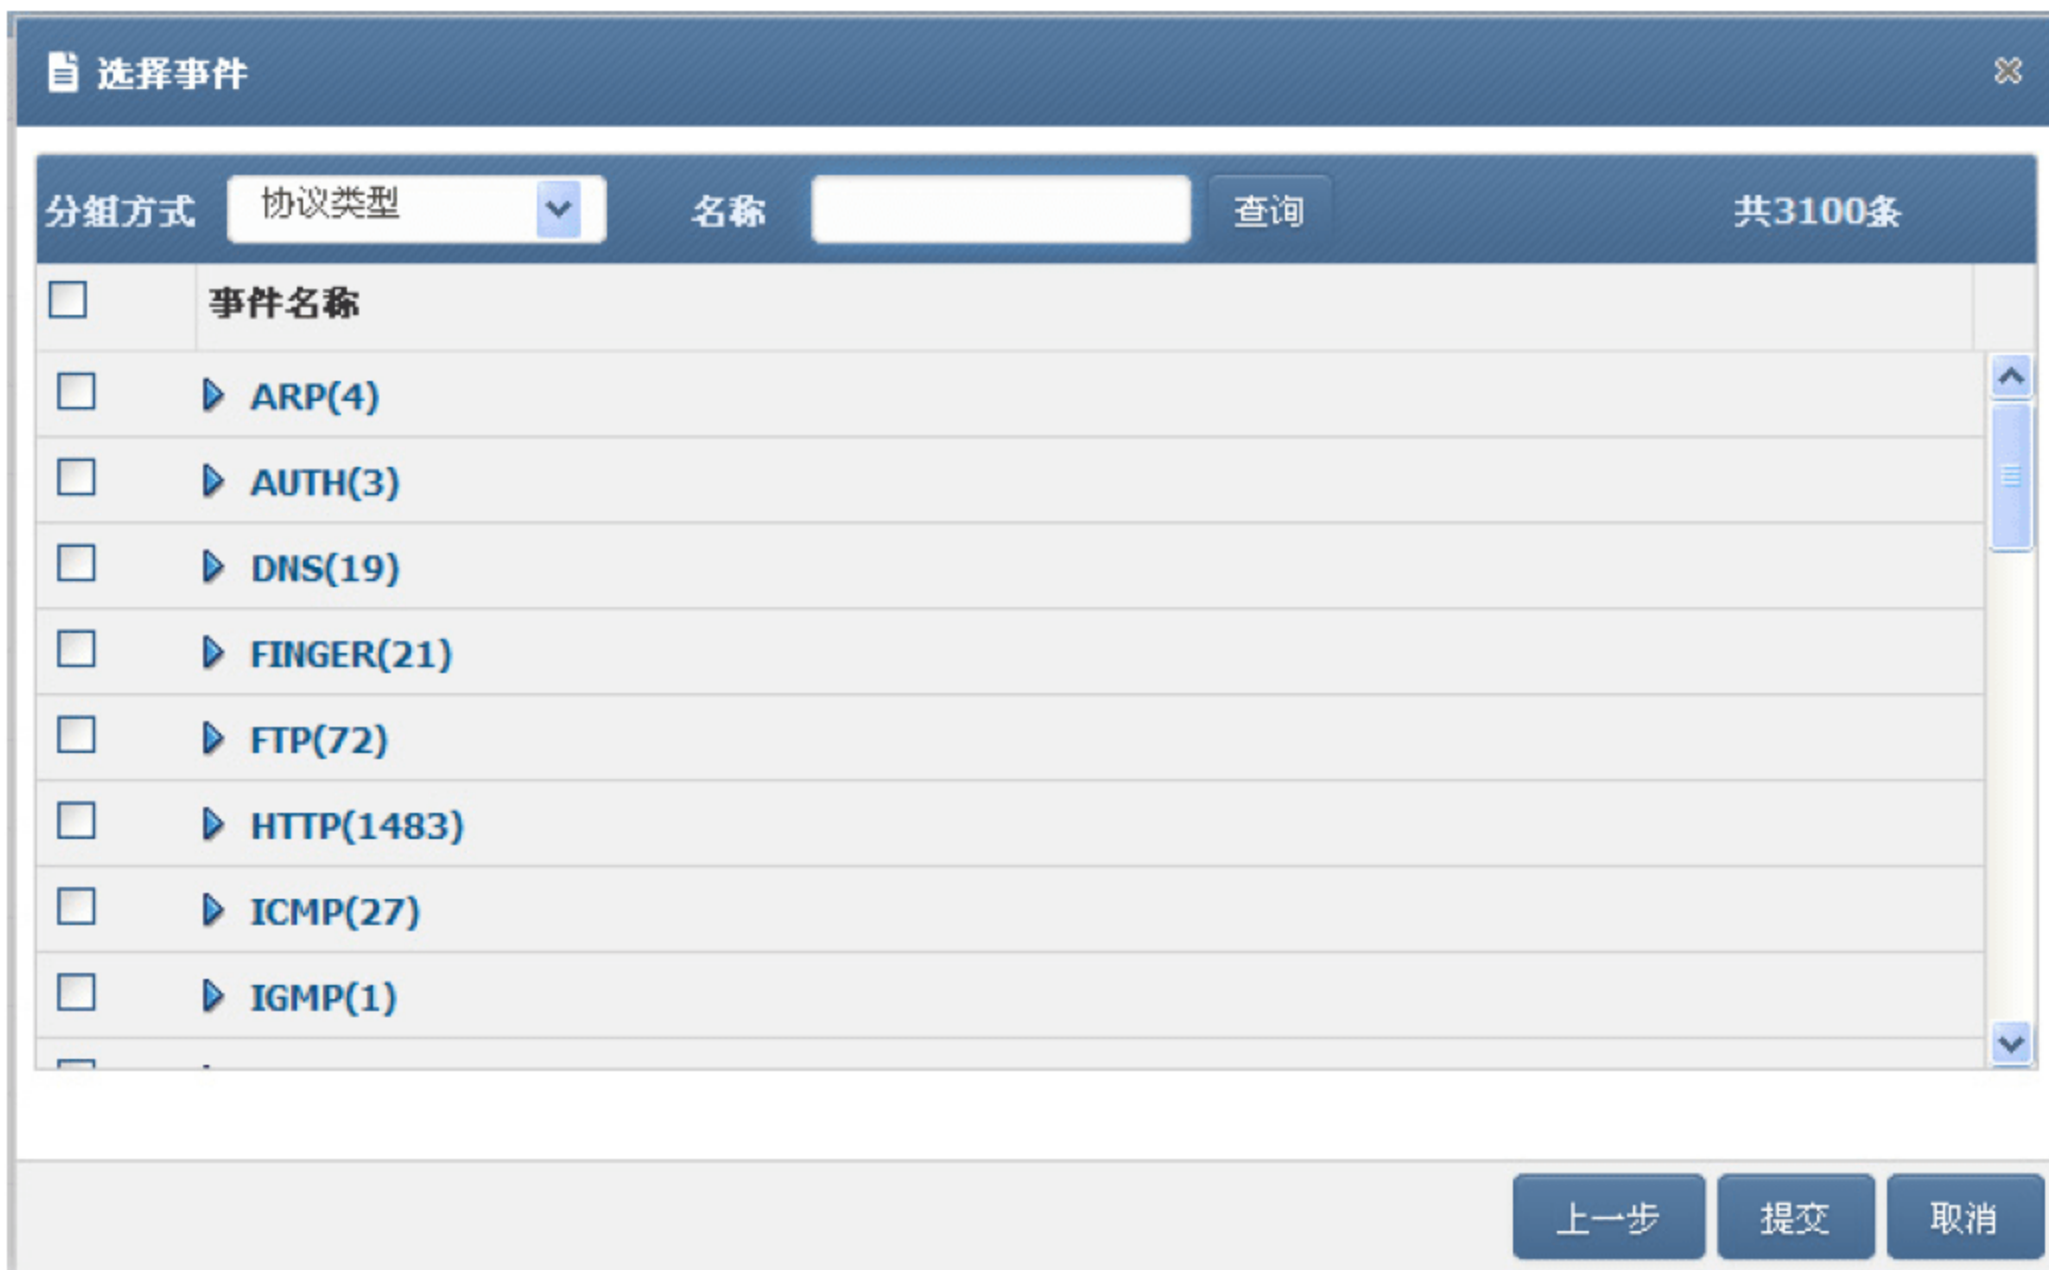 选择事件
分组方式 协议类型 名称 查询 共3100条
事件名称
ARP(4)
AUTH(3)
DNS(19)
FINGER(21)
FTP(72)
HTTP(1483)
ICMP(27)
IGMP(1)
上一步 提交 取消